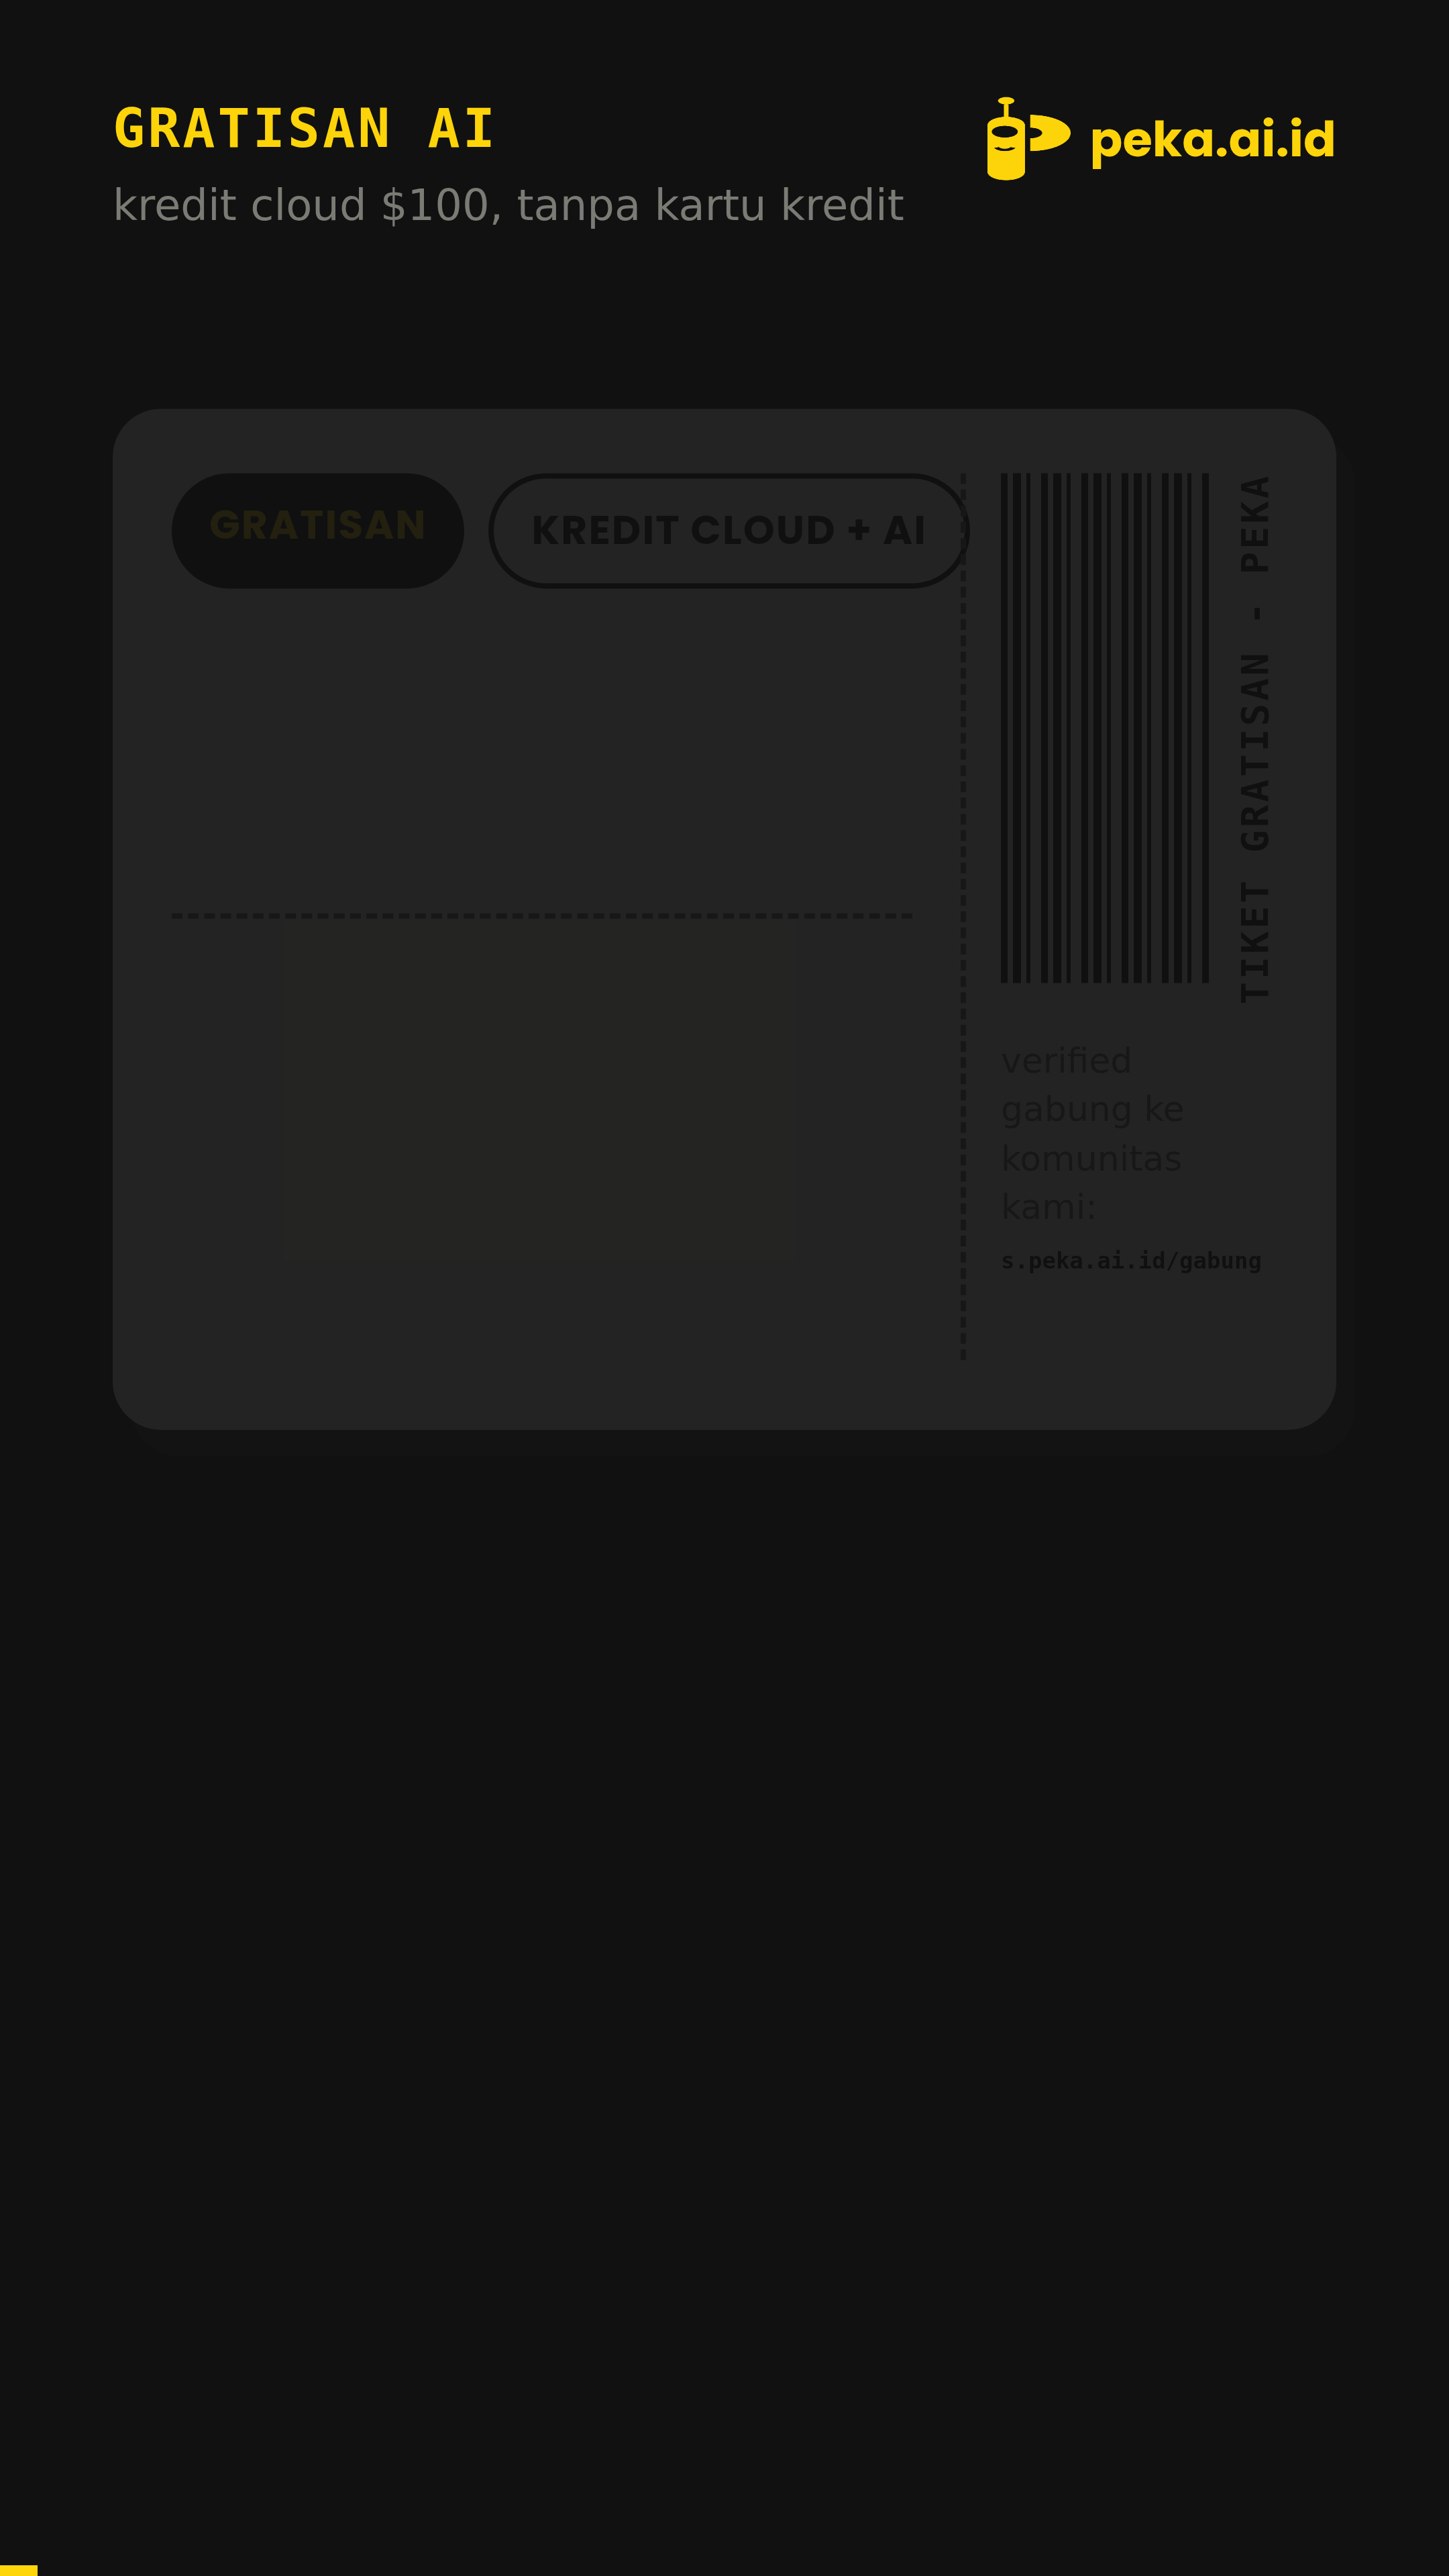 GRATISAN AI
peka.ai.id
kredit cloud $100, tanpa kartu kredit
GRATISAN
KREDIT CLOUD + AI
TIKET GRATISAN - PEKA
verified
gabung ke
komunitas
kami:
s.peka.ai.id/gabung